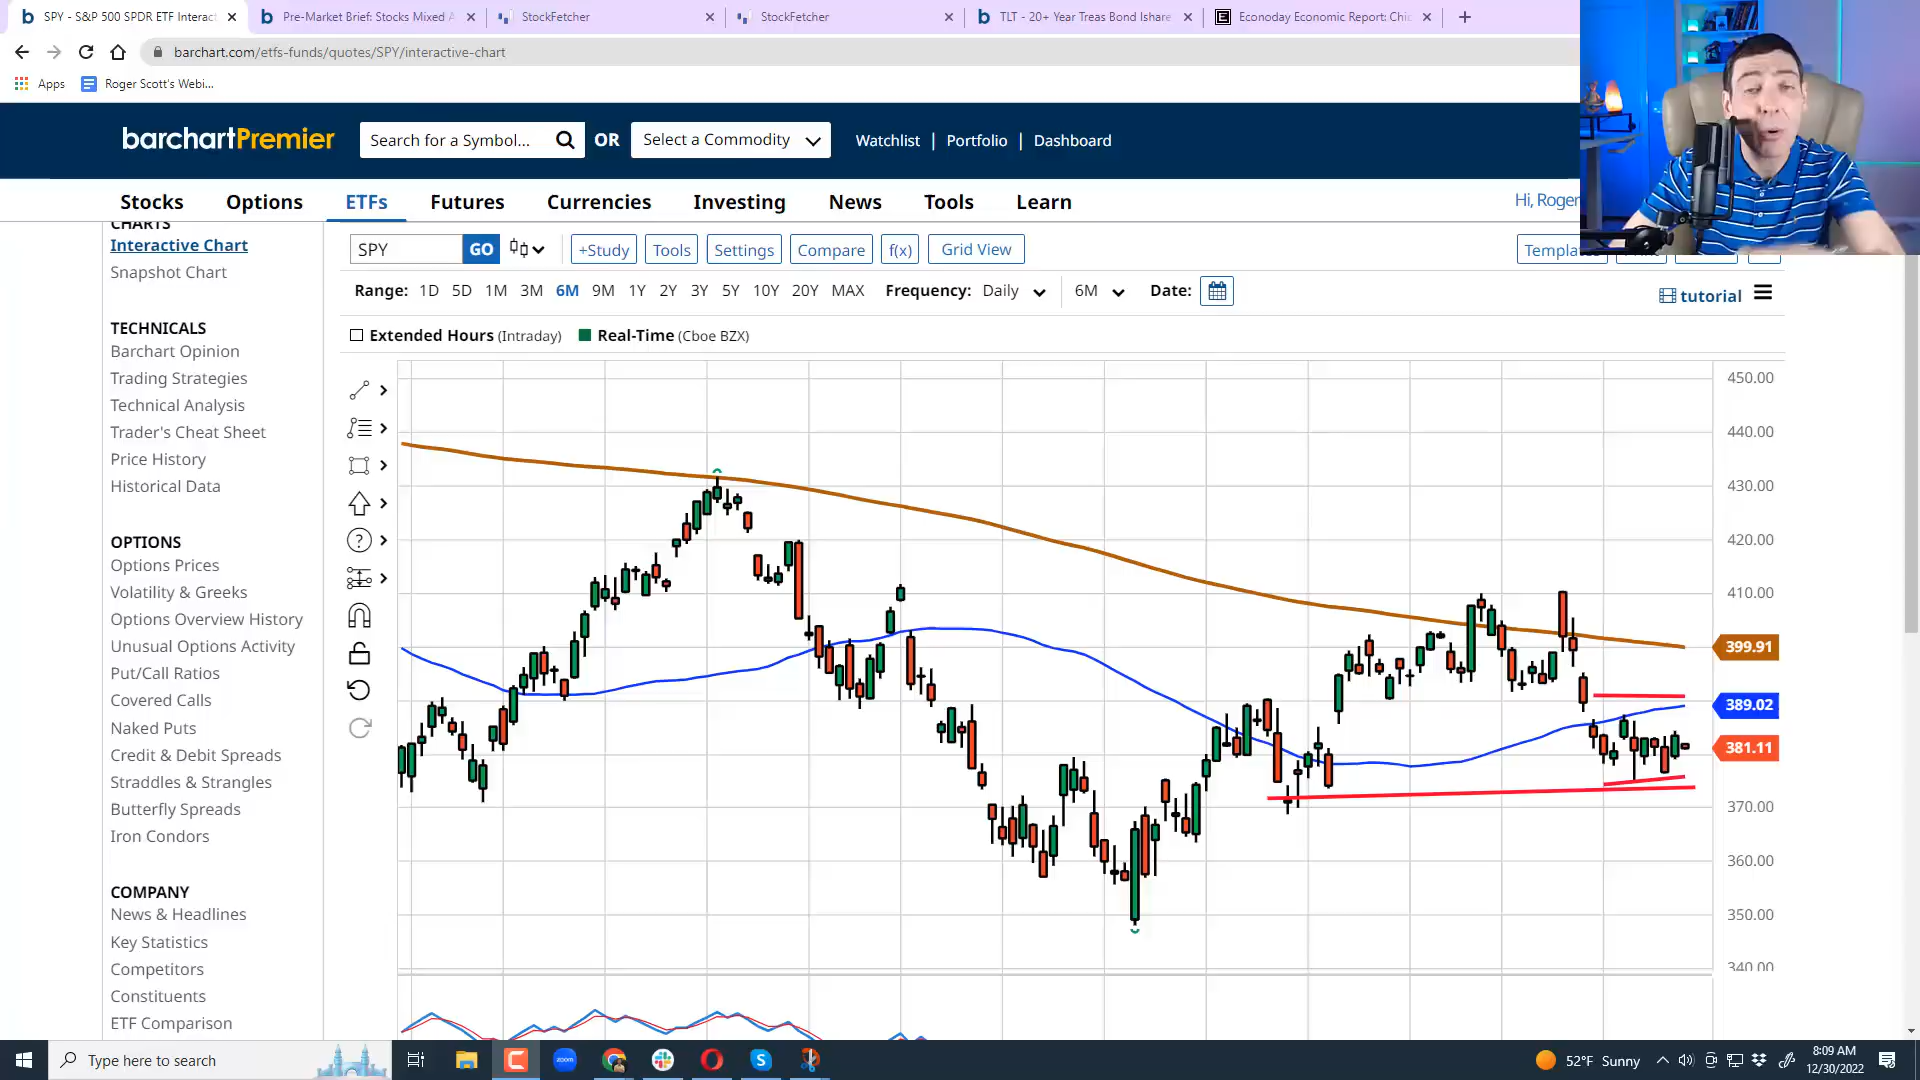 SPY - S&P 500 SPDR ETF Interac
Pre-Market Brief: Stocks Mixed A
StockFetcher
StockFetcher
TLT - 20+ Year Treas Bond Ishare
Econoday Economic Report: Chic
barchart.com/etfs-funds/quotes/SPY/interactive-chart
Apps
Roger Scott's Webi...
barchartPremier
Search for a Symbol...
OR
Select a Commodity
Watchlist | Portfolio | Dashboard
Stocks Options ETFs Futures Currencies Investing News Tools Learn
Hi, Roger
CHARTS
Interactive Chart
Snapshot Chart
TECHNICALS
Barchart Opinion
Trading Strategies
Technical Analysis
Trader's Cheat Sheet
Price History
Historical Data
OPTIONS
Options Prices
Volatility & Greeks
Options Overview History
Unusual Options Activity
Put/Call Ratios
Covered Calls
Naked Puts
Credit & Debit Spreads
Straddles & Strangles
Butterfly Spreads
Iron Condors
COMPANY
News & Headlines
Key Statistics
Competitors
Constituents
ETF Comparison
SPY GO +Study Tools Settings Compare f(x) Grid View
Range: 1D 5D 1M 3M 6M 9M 1Y 2Y 3Y 5Y 10Y 20Y MAX Frequency: Daily 6M Date:
tutorial
Extended Hours (Intraday) Real-Time (Cboe BZX)
450.00
440.00
430.00
420.00
410.00
399.91
389.02
381.11
370.00
360.00
350.00
340.00
Type here to search
zoom
52°F Sunny
8:09 AM
12/30/2022